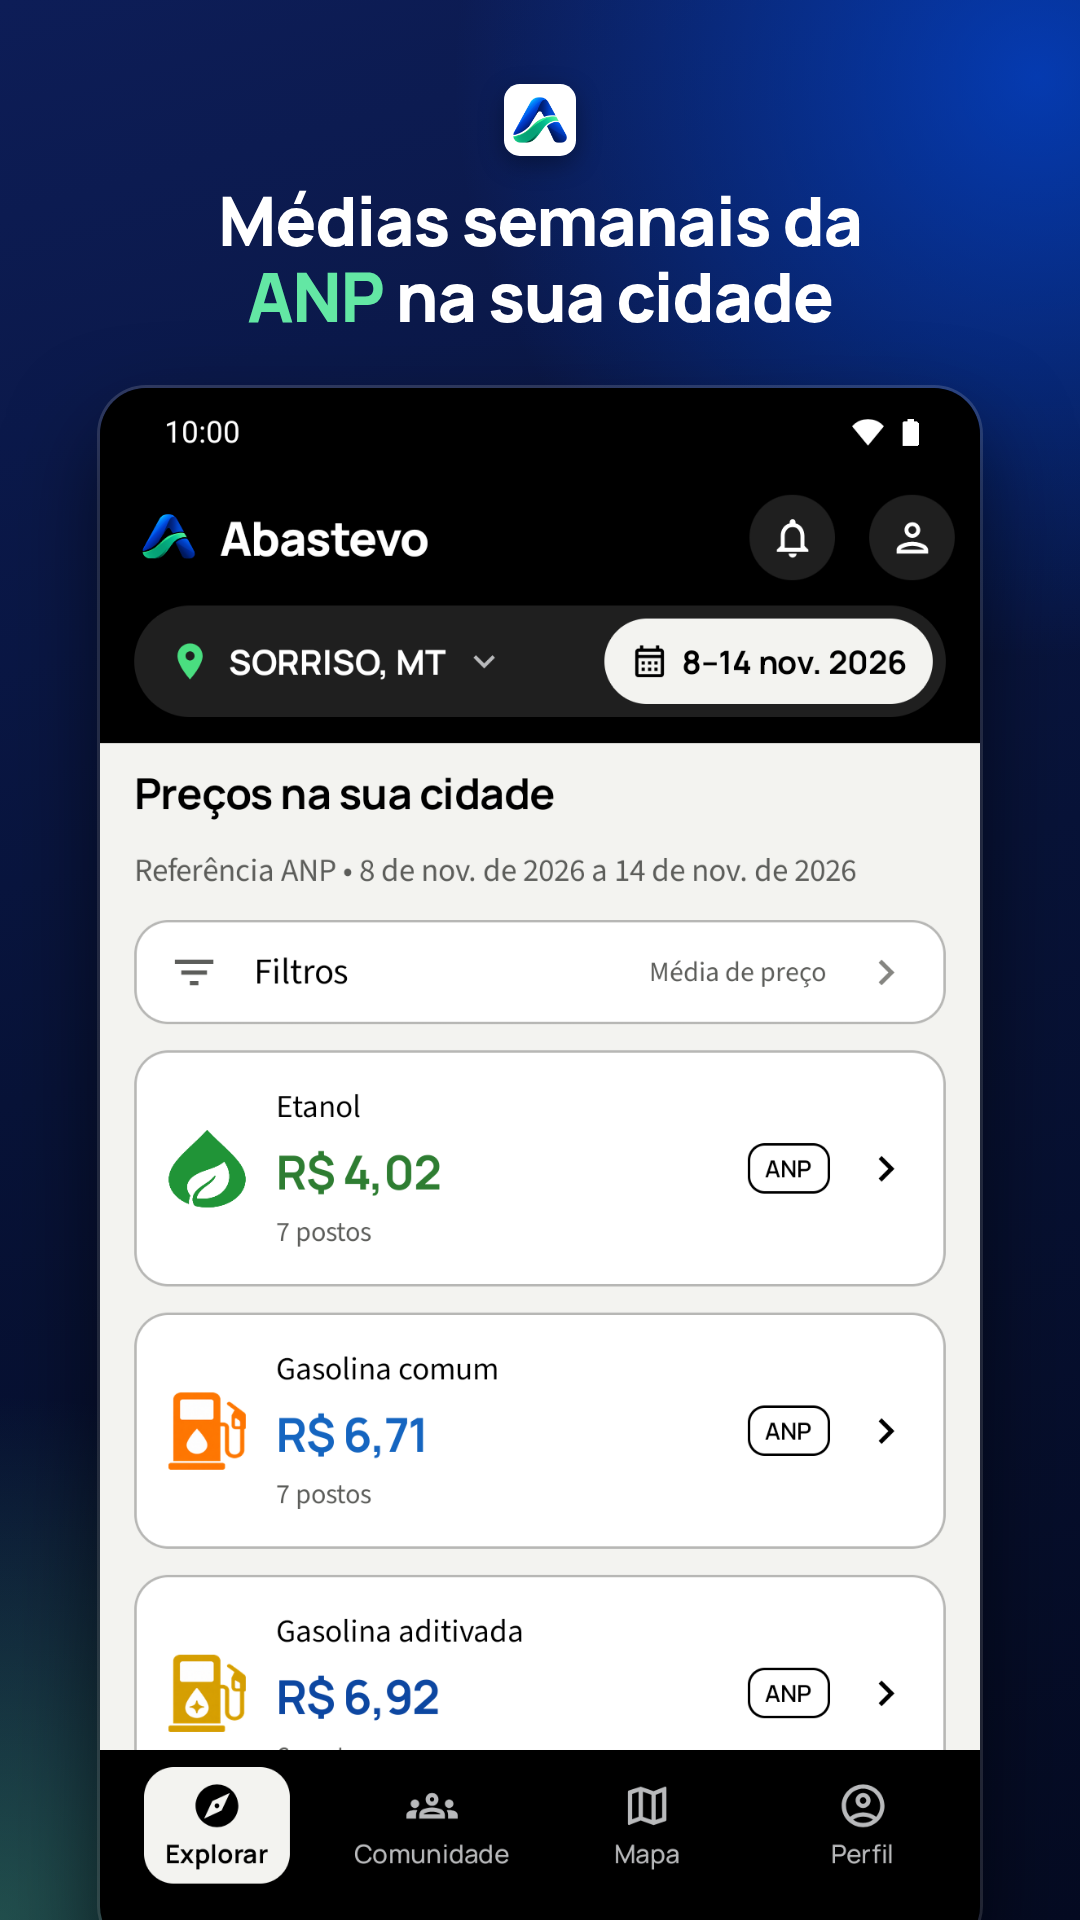 Médias semanais da
ANP na sua cidade
10:00
Abastevo
SORRISO, MT
8–14 nov. 2026
Preços na sua cidade
Referência ANP • 8 de nov. de 2026 a 14 de nov. de 2026
Filtros
Média de preço
Etanol
R$ 4,02
ANP
7 postos
Gasolina comum
R$ 6,71
ANP
7 postos
Gasolina aditivada
R$ 6,92
ANP
Explorar
Comunidade
Mapa
Perfil